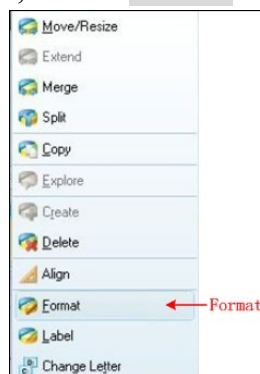 Move/Resize
Extend
Merge
Split
Copy
Explore
Create
Delete
Align
Format
Format
Label
Change Letter